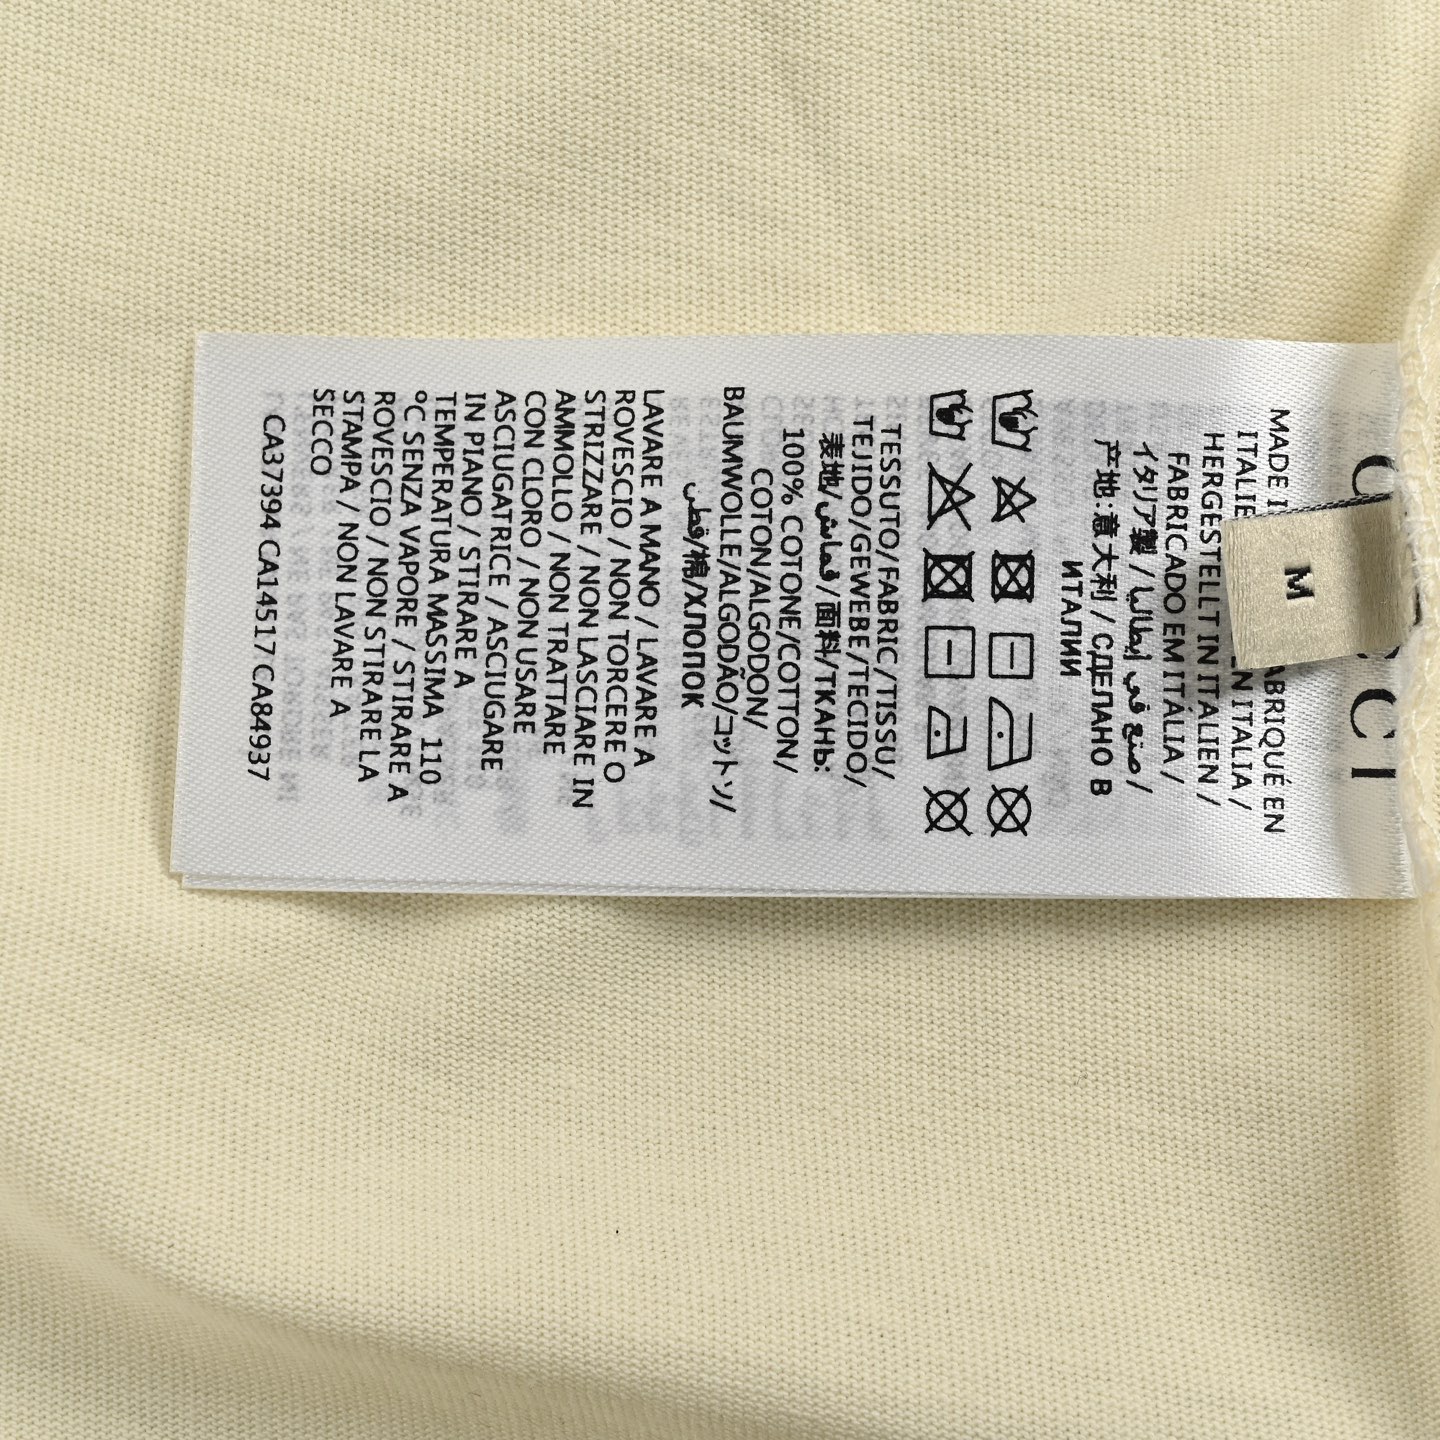 M
MADE I
ABRIQUÉ EN
ITALIE
N ITALIA /
HERGESTELLT IN ITALIEN /
FABRICADO EM ITÁLIA /
イタリア製 / صنع في إيطاليا /
产地:意大利 / СДЕЛАНО В
ИТАЛИИ
TESSUTO/FABRIC/TISSU/
TEJIDO/GEWEBE/TECIDO/
表地/قماش/面料/ТКАНЬ:
100% COTONE/COTTON/
COTON/ALGODON/
BAUMWOLLE/ALGODÃO/コットン/
قطن/棉/ХЛОПОК
LAVARE A MANO / LAVARE A
ROVESCIO / NON TORCERE O
STRIZZARE / NON LASCIARE IN
AMMOLLO / NON TRATTARE
CON CLORO / NON USARE
ASCIUGATRICE / ASCIUGARE
IN PIANO / STIRARE A
TEMPERATURA MASSIMA 110
°C SENZA VAPORE / STIRARE A
ROVESCIO / NON STIRARE LA
STAMPA / NON LAVARE A
SECCO
CA37394 CA14517 CA84937